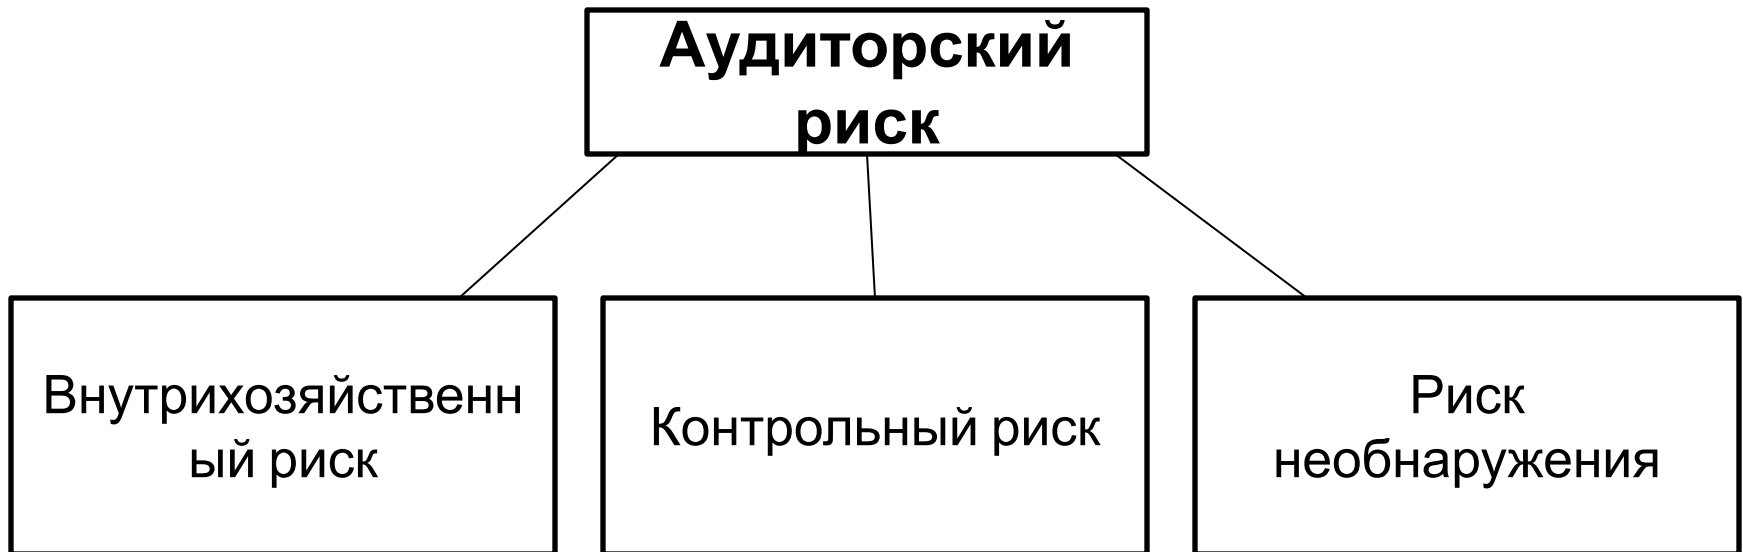 Аудиторский
риск
Внутрихозяйственн
ый риск
Контрольный риск
Риск
необнаружения